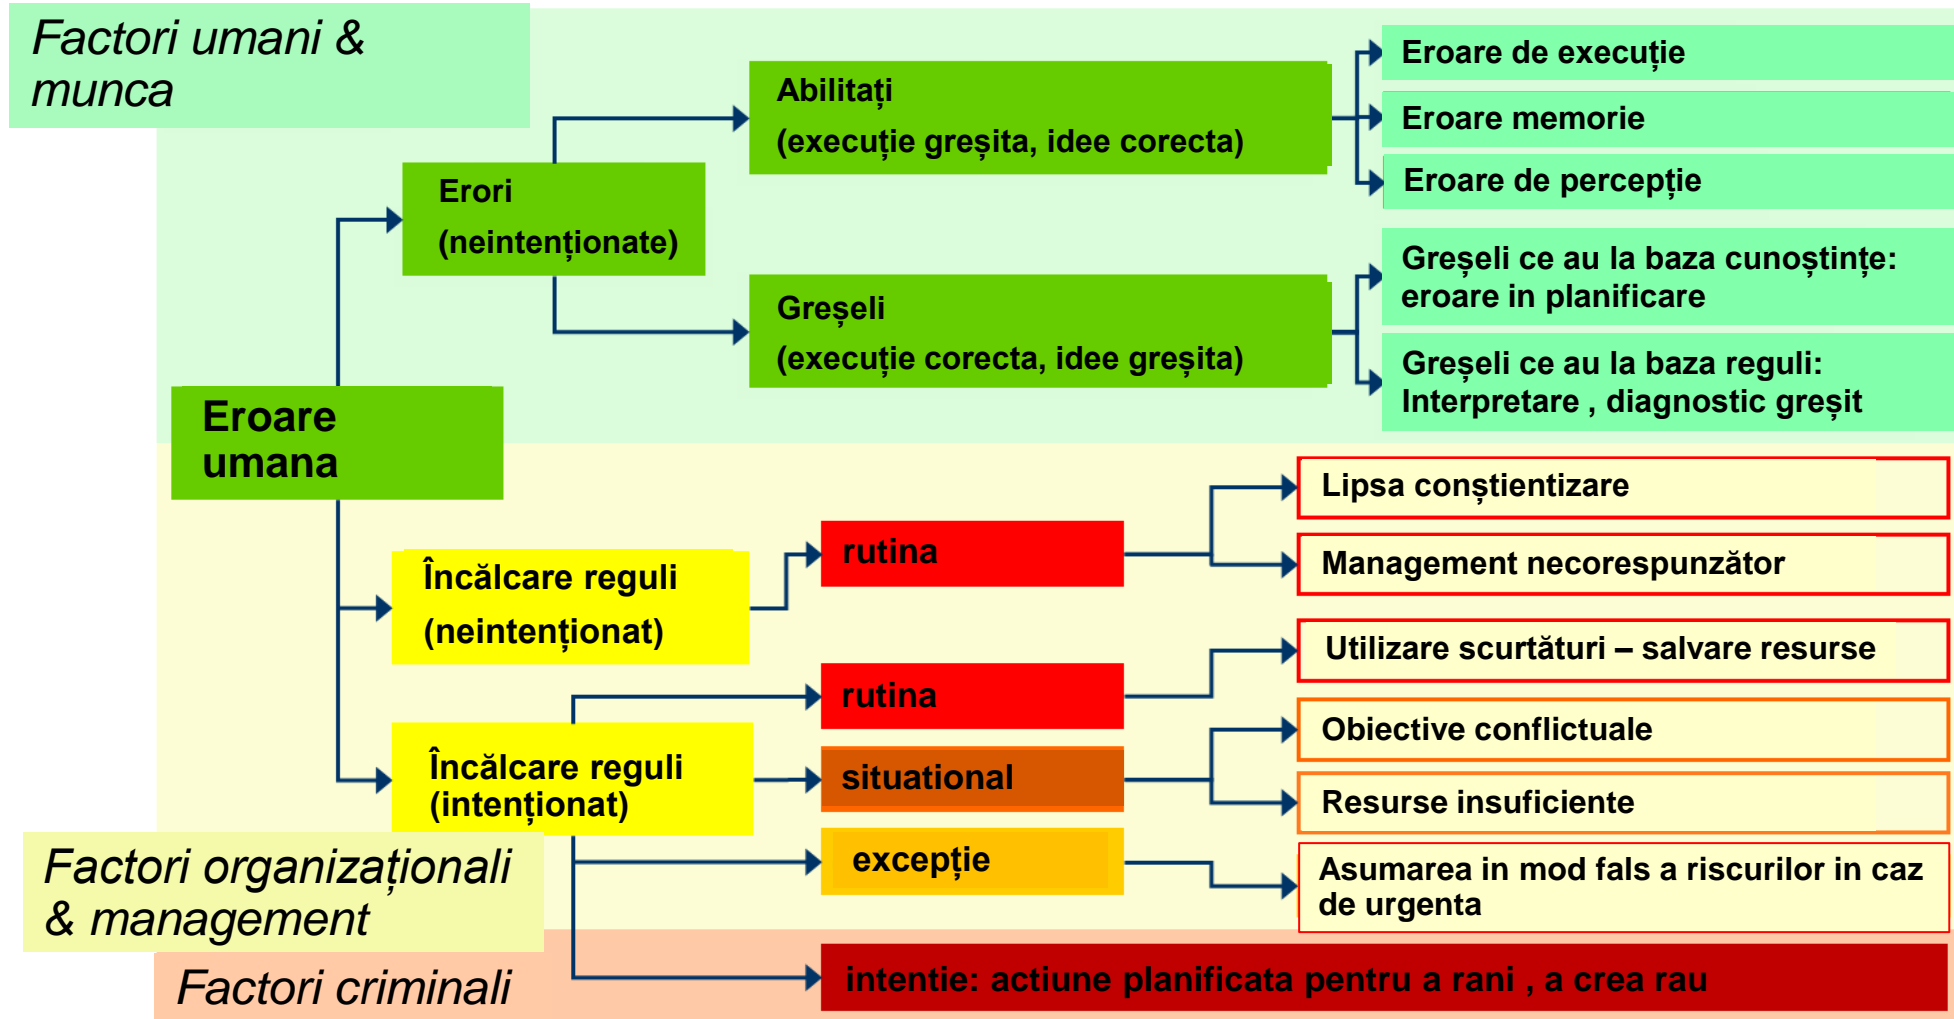 Factori umani &
munca
Eroare
umana
Erori
(neintenționate)
Abilitați
(execuție greșita, idee corecta)
Eroare de execuție
Eroare memorie
Eroare de percepție
Greșeli
(execuție corecta, idee greșita)
Greșeli ce au la baza cunoștințe:
eroare in planificare
Greșeli ce au la baza reguli:
Interpretare , diagnostic greșit
Încălcare reguli
(neintenționat)
rutina
Lipsa conștientizare
Management necorespunzător
Încălcare reguli
(intenționat)
rutina
Utilizare scurtături – salvare resurse
situational
Obiective conflictuale
Resurse insuficiente
excepție
Asumarea in mod fals a riscurilor in caz
de urgenta
Factori organizaționali
& management
Factori criminali
intentie: actiune planificata pentru a rani , a crea rau